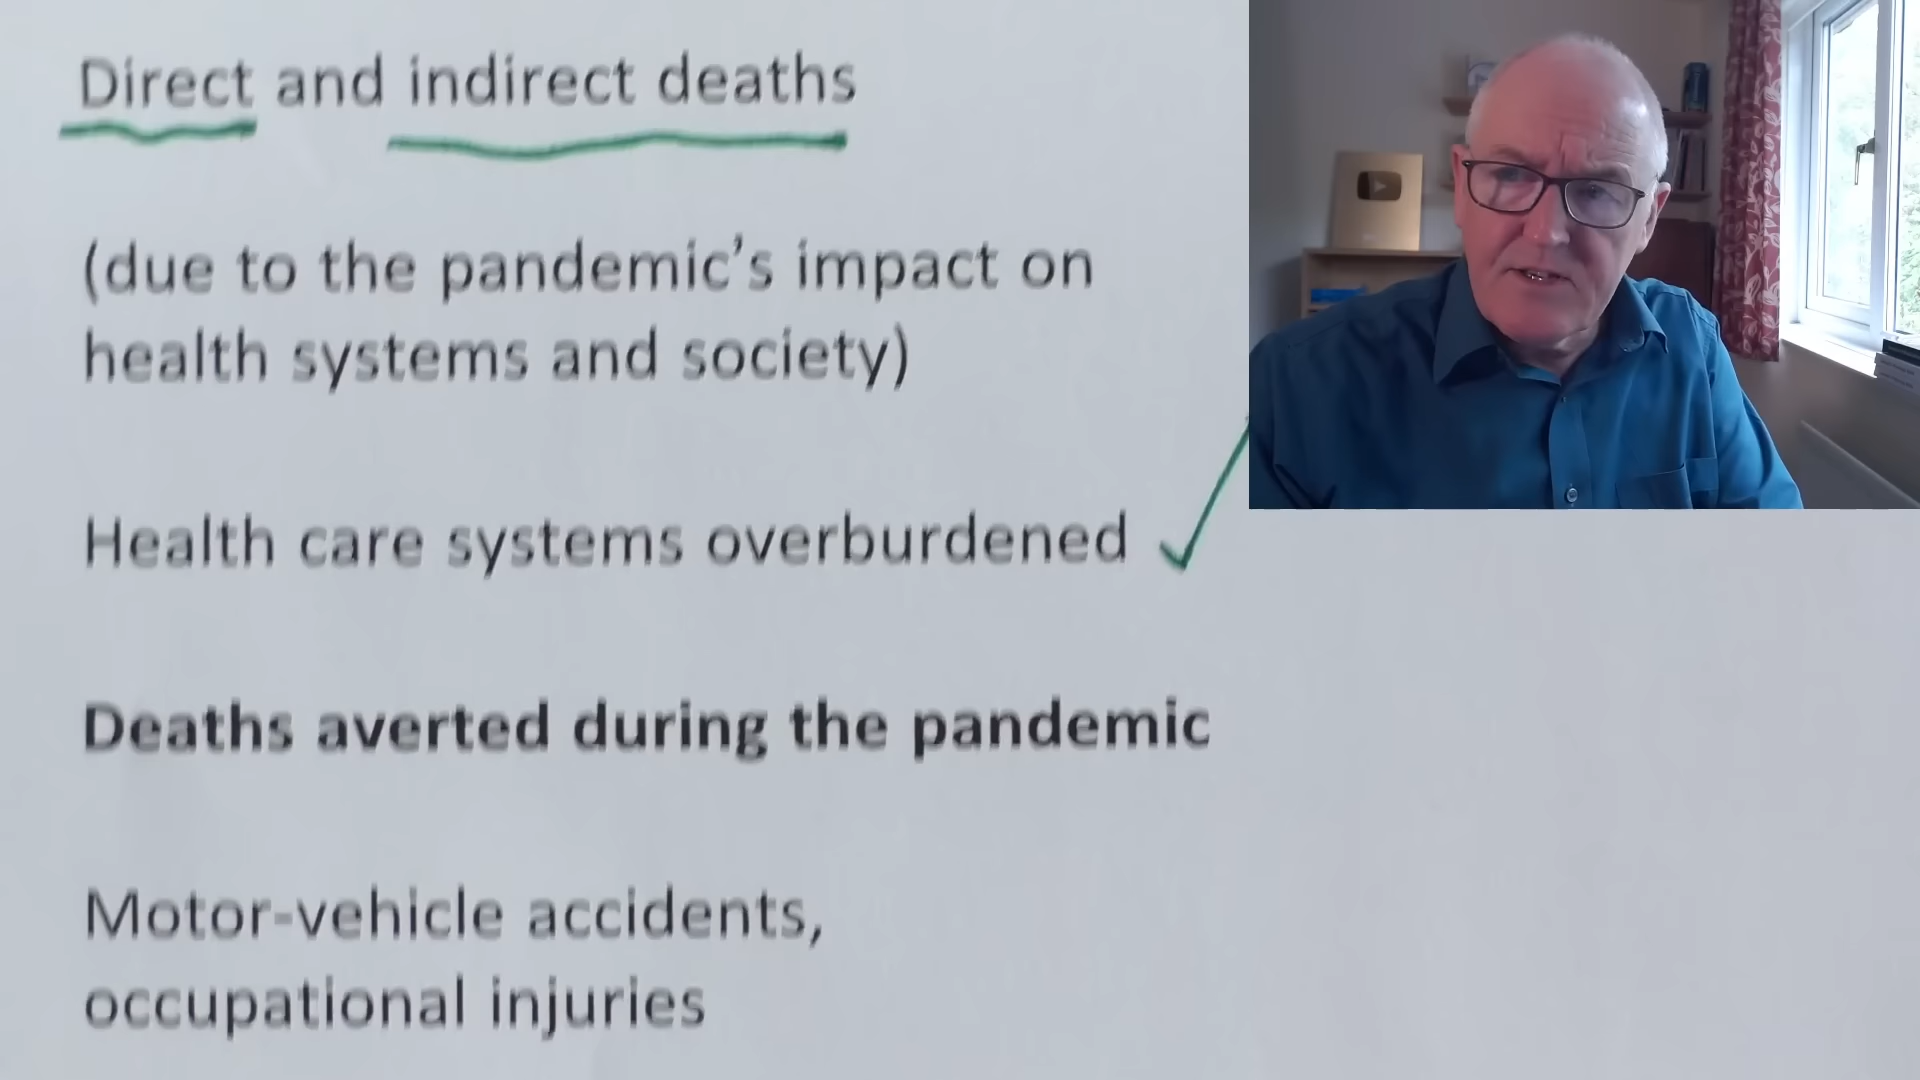 Direct and indirect deaths
(due to the pandemic’s impact on
health systems and society)
Health care systems overburdened
Deaths averted during the pandemic
Motor-vehicle accidents,
occupational injuries